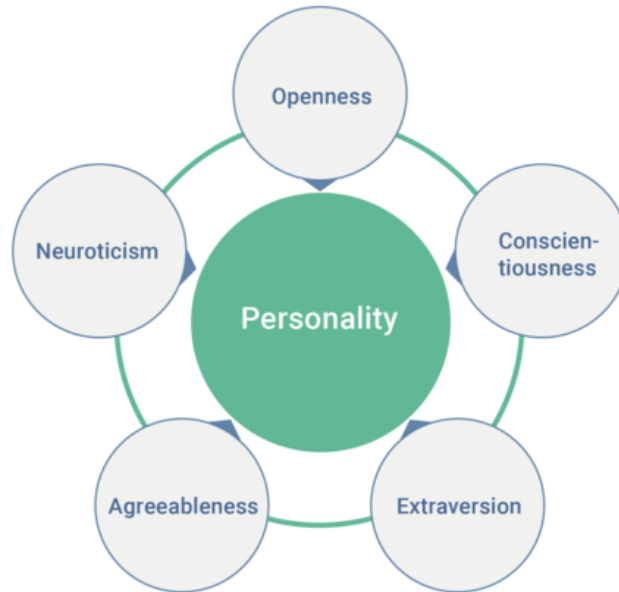 Openness
Neuroticism
Conscien-
tiousness
Personality
Agreeableness
Extraversion